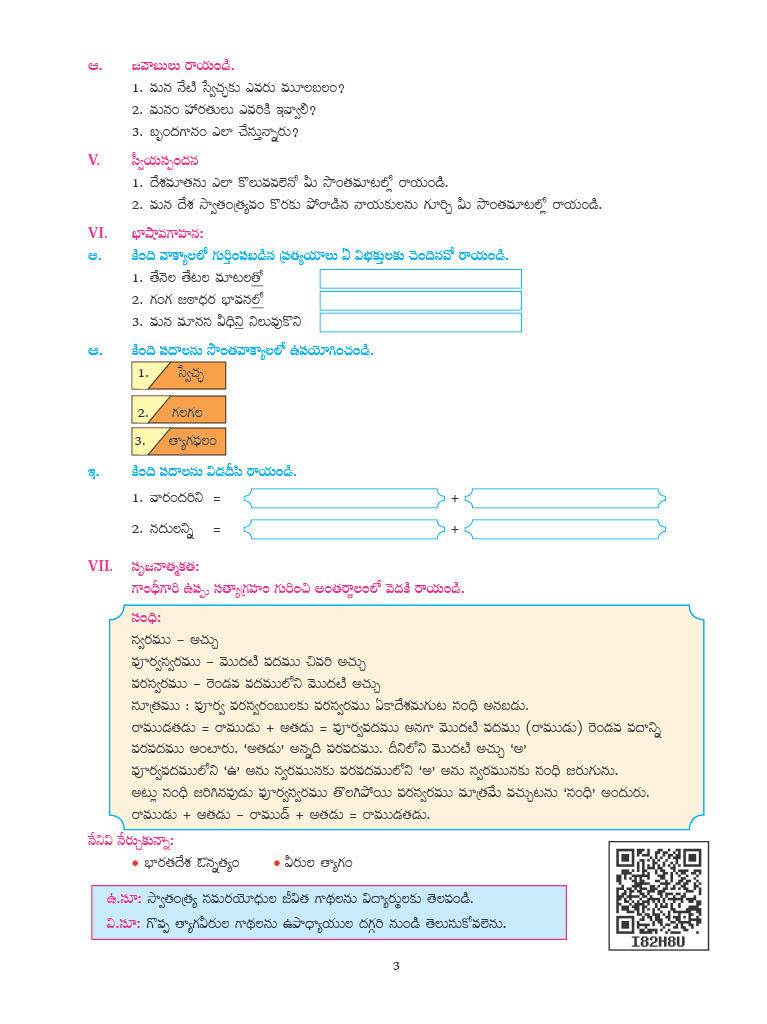 ఆ. జవాబులు రాయండి.
1. మన నేటి స్వేచ్ఛకు ఎవరు మూలబలం?
2. మనం హారతులు ఎవరికి ఇవ్వాలి?
3. బృందగానం ఎలా చేస్తున్నారు?
V. స్వీయస్పందన
1. దేశమాతను ఎలా కొలువవలెనో మీ సొంతమాటల్లో రాయండి.
2. మన దేశ స్వాతంత్ర్యవం కొరకు పోరాడిన నాయకులను గూర్చి మీ సొంతమాటల్లో రాయండి.
VI. భాషావగాహన:
అ. కింది వాక్యాలలో గుర్తింపబడిన ప్రత్యయాలు ఏ విభక్తులకు చెందినవో రాయండి.
1. తేనెల తేటల మాటలతో
2. గంగ జఠాధర భావనలో
3. మన మానస వీధిని నిలువుకొని
ఆ. కింది పదాలను సొంతవాక్యాలలో ఉపయోగించండి.
1. స్వేచ్ఛ
2. గలగల
3. త్యాగఫలం
ఇ. కింది పదాలను విడదీసి రాయండి.
1. వారందరిని = +
2. నదులన్ని = +
VII. సృజనాత్మకత:
గాంధీగారి ఉప్పు సత్యాగ్రహం గురించి అంతర్జాలంలో వెదకి రాయండి.
సంధి:
స్వరము – అచ్చు
పూర్వస్వరము – మొదటి పదము చివరి అచ్చు
పరస్వరము – రెండవ పదములోని మొదటి అచ్చు
సూత్రము : పూర్వ పరస్వరంబులకు పరస్వరము ఏకాదేశమగుట సంధి అనబడు.
రాముడతడు = రాముడు + అతడు = పూర్వపదము అనగా మొదటి పదము (రాముడు) రెండవ పదాన్ని
పరపదము అంటారు. ‘అతడు’ అన్నది పరపదము. దీనిలోని మొదటి అచ్చు ‘అ’
పూర్వపదములోని ‘ఉ’ అను స్వరమునకు పరపదములోని ‘అ’ అను స్వరమునకు సంధి జరుగును.
అట్లు సంధి జరిగినవుడు పూర్వస్వరము తొలగిపోయి పరస్వరము మాత్రమే వచ్చుటను ‘సంధి’ అందురు.
రాముడు + అతడు – రాముడ్ + అతడు = రాముడతడు.
నేనివి నేర్చుకున్నా:
• భారతదేశ ఔన్నత్యం • వీరుల త్యాగం
ఉ.సూ: స్వాతంత్ర్య సమరయోధుల జీవిత గాథలను విద్యార్థులకు తెలపండి.
వి.సూ: గొప్ప త్యాగవీరుల గాథలను ఉపాధ్యాయుల దగ్గరి నుండి తెలుసుకోవలెను.
I82H8U
3